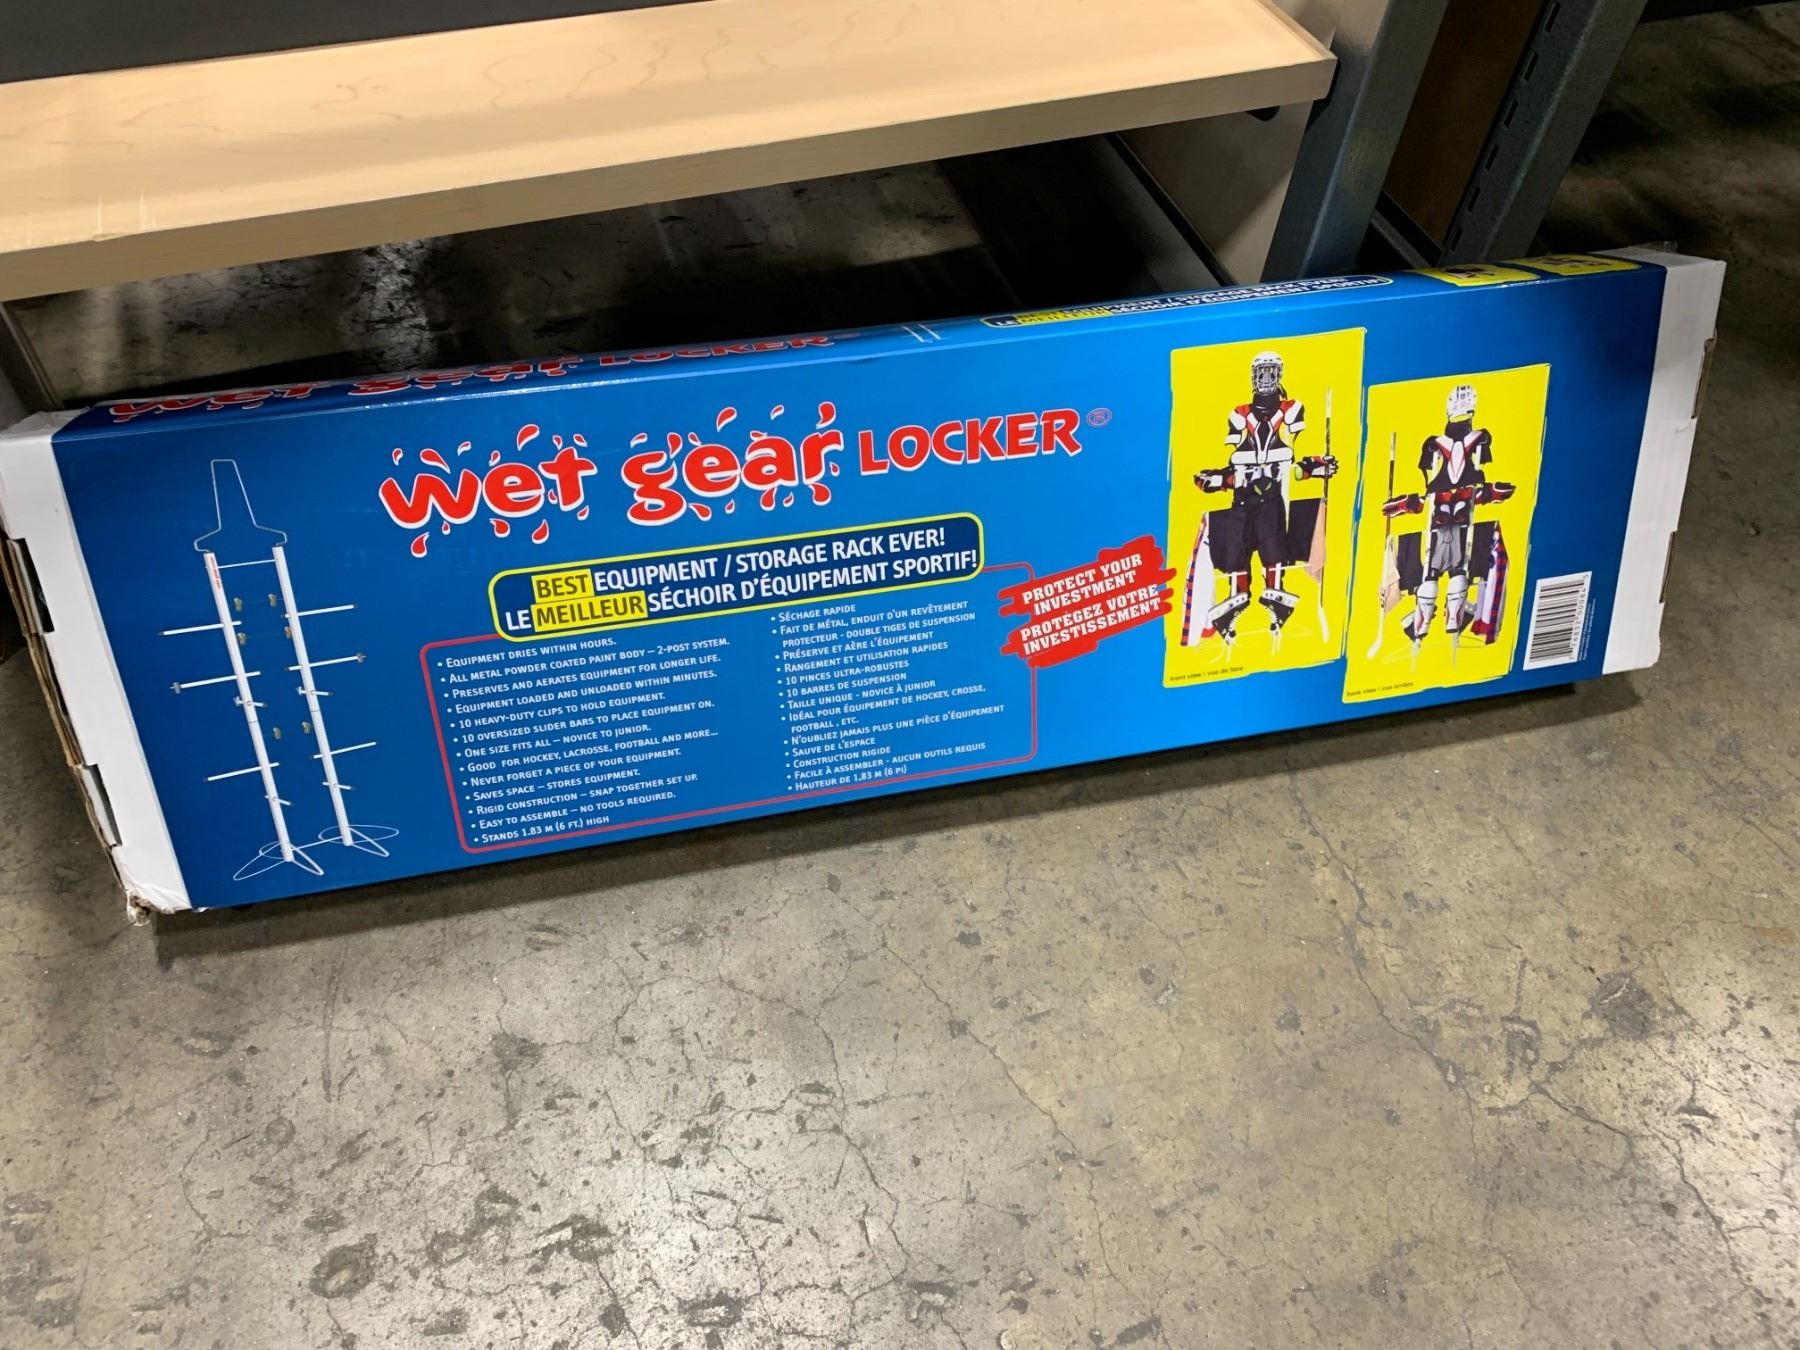 wet gear LOCKER
wet gear LOCKER®
BEST EQUIPMENT / STORAGE RACK EVER!
LE MEILLEUR SÉCHOIR D'ÉQUIPEMENT SPORTIF!
• EQUIPMENT DRIES WITHIN HOURS.
• ALL METAL POWDER COATED PAINT BODY – 2-POST SYSTEM.
• PRESERVES AND AERATES EQUIPMENT FOR LONGER LIFE.
• EQUIPMENT LOADED AND UNLOADED WITHIN MINUTES.
• 10 HEAVY-DUTY CLIPS TO HOLD EQUIPMENT.
• 10 OVERSIZED SLIDER BARS TO PLACE EQUIPMENT ON.
• ONE SIZE FITS ALL – NOVICE TO JUNIOR.
• GOOD FOR HOCKEY, LACROSSE, FOOTBALL AND MORE...
• NEVER FORGET A PIECE OF YOUR EQUIPMENT.
• SAVES SPACE – STORES EQUIPMENT.
• RIGID CONSTRUCTION – SNAP TOGETHER SET UP.
• EASY TO ASSEMBLE – NO TOOLS REQUIRED.
• STANDS 1.83 M (6 FT.) HIGH
• SÉCHAGE RAPIDE
• FAIT DE MÉTAL, ENDUIT D'UN REVÊTEMENT
PROTECTEUR - DOUBLE TIGES DE SUSPENSION
• PRÉSERVE ET AÈRE L'ÉQUIPEMENT
• RANGEMENT ET UTILISATION RAPIDES
• 10 PINCES ULTRA-ROBUSTES
• 10 BARRES DE SUSPENSION
• TAILLE UNIQUE - NOVICE À JUNIOR
• IDÉAL POUR ÉQUIPEMENT DE HOCKEY, CROSSE,
FOOTBALL, ETC.
• N'OUBLIEZ JAMAIS PLUS UNE PIÈCE D'ÉQUIPEMENT
• SAUVE DE L'ESPACE
• CONSTRUCTION RIGIDE
• FACILE À ASSEMBLER - AUCUN OUTILS REQUIS
• HAUTEUR DE 1,83 M (6 PI)
PROTECT YOUR
INVESTMENT
PROTÉGEZ VOTRE
INVESTISSEMENT
front view / vue de face
back view / vue arrière